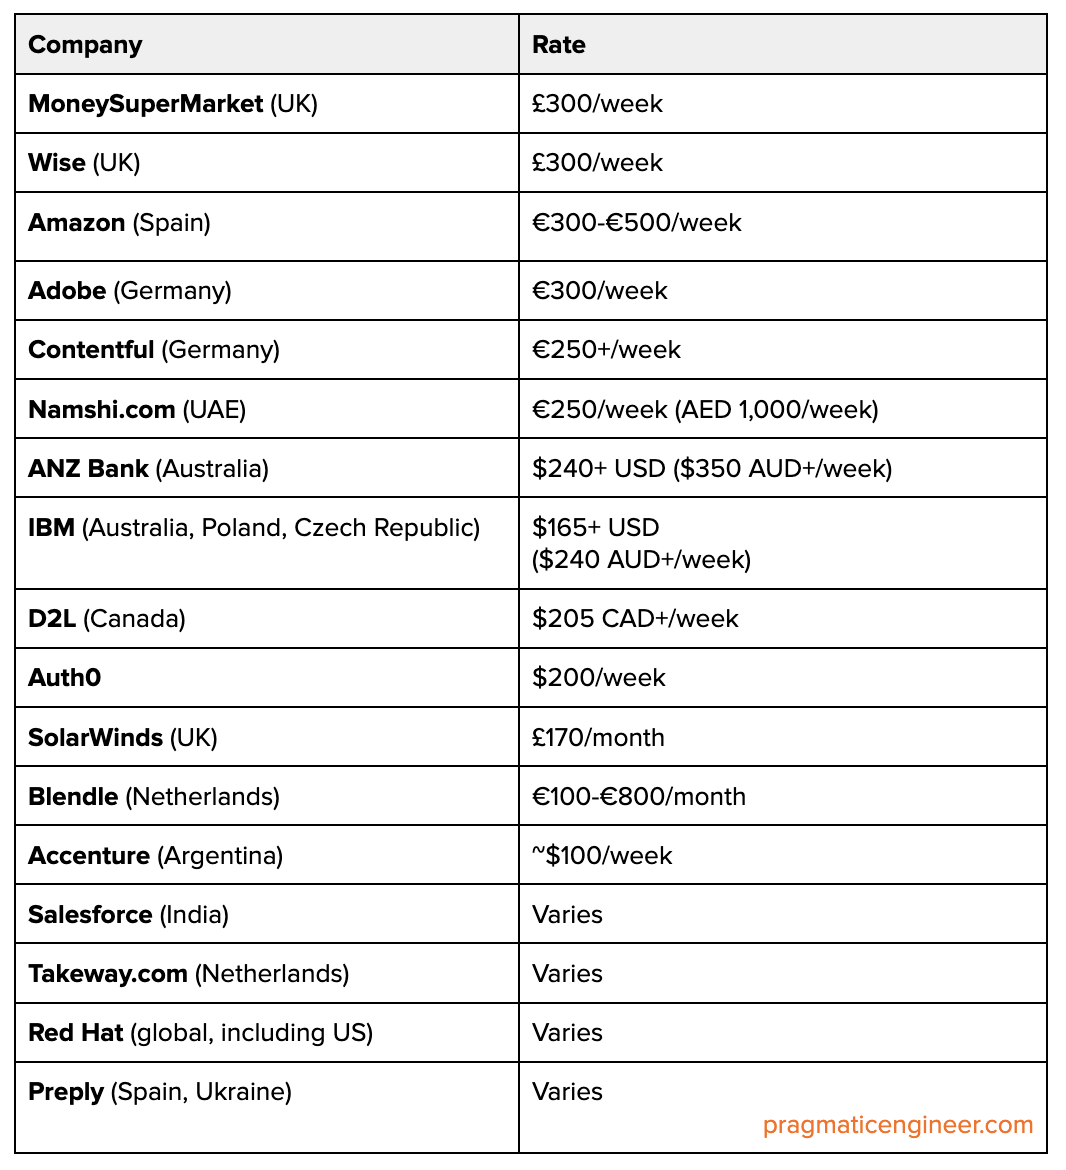 Company Rate
MoneySuperMarket (UK) £300/week
Wise (UK) £300/week
Amazon (Spain) €300-€500/week
Adobe (Germany) €300/week
Contentful (Germany) €250+/week
Namshi.com (UAE) €250/week (AED 1,000/week)
ANZ Bank (Australia) $240+ USD ($350 AUD+/week)
IBM (Australia, Poland, Czech Republic) $165+ USD
($240 AUD+/week)
D2L (Canada) $205 CAD+/week
Auth0 $200/week
SolarWinds (UK) £170/month
Blendle (Netherlands) €100-€800/month
Accenture (Argentina) ~$100/week
Salesforce (India) Varies
Takeway.com (Netherlands) Varies
Red Hat (global, including US) Varies
Preply (Spain, Ukraine) Varies
pragmaticengineer.com